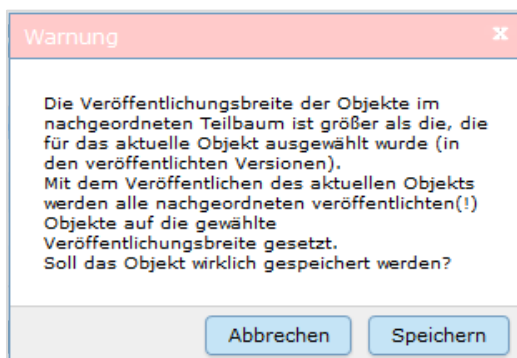 Warnung x
Die Veröffentlichungsbreite der Objekte im
nachgeordneten Teilbaum ist größer als die, die
für das aktuelle Objekt ausgewählt wurde (in
den veröffentlichten Versionen).
Mit dem Veröffentlichen des aktuellen Objekts
werden alle nachgeordneten veröffentlichten(!)
Objekte auf die gewählte
Veröffentlichungsbreite gesetzt.
Soll das Objekt wirklich gespeichert werden?
Abbrechen Speichern